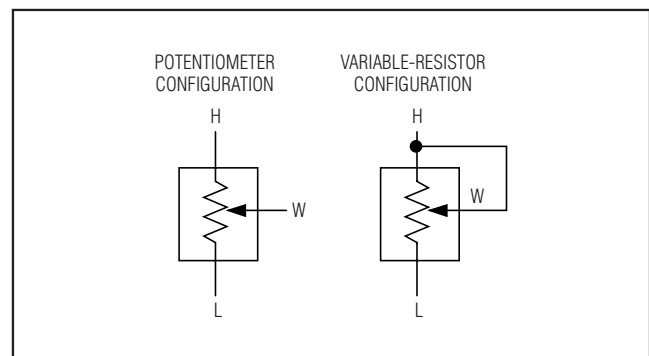 POTENTIOMETER
CONFIGURATION
H
W
L
VARIABLE-RESISTOR
CONFIGURATION
H
W
L